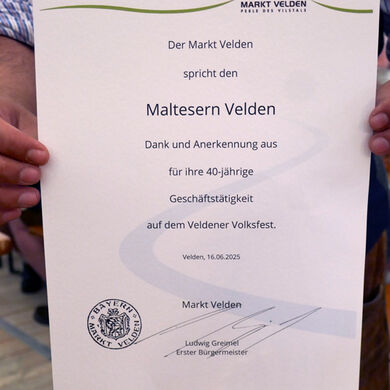 MARKT VELDEN
PERLE DES VILSTALS
Der Markt Velden
spricht den
Maltesern Velden
Dank und Anerkennung aus
für ihre 40-jährige
Geschäftstätigkeit
auf dem Veldener Volksfest.
Velden, 16.06.2025
Markt Velden
BAYERN
MARKT VELDEN
Ludwig Greimel
Erster Bürgermeister